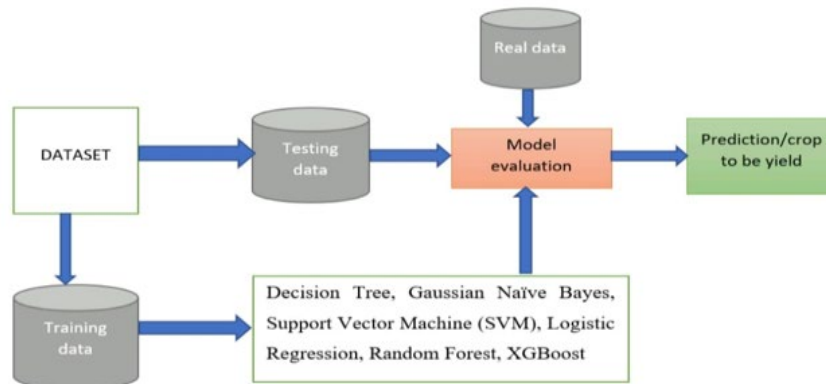 Real data
DATASET
Testing
data
Model
evaluation
Prediction/crop
to be yield
Training
data
Decision Tree, Gaussian Naïve Bayes,
Support Vector Machine (SVM), Logistic
Regression, Random Forest, XGBoost